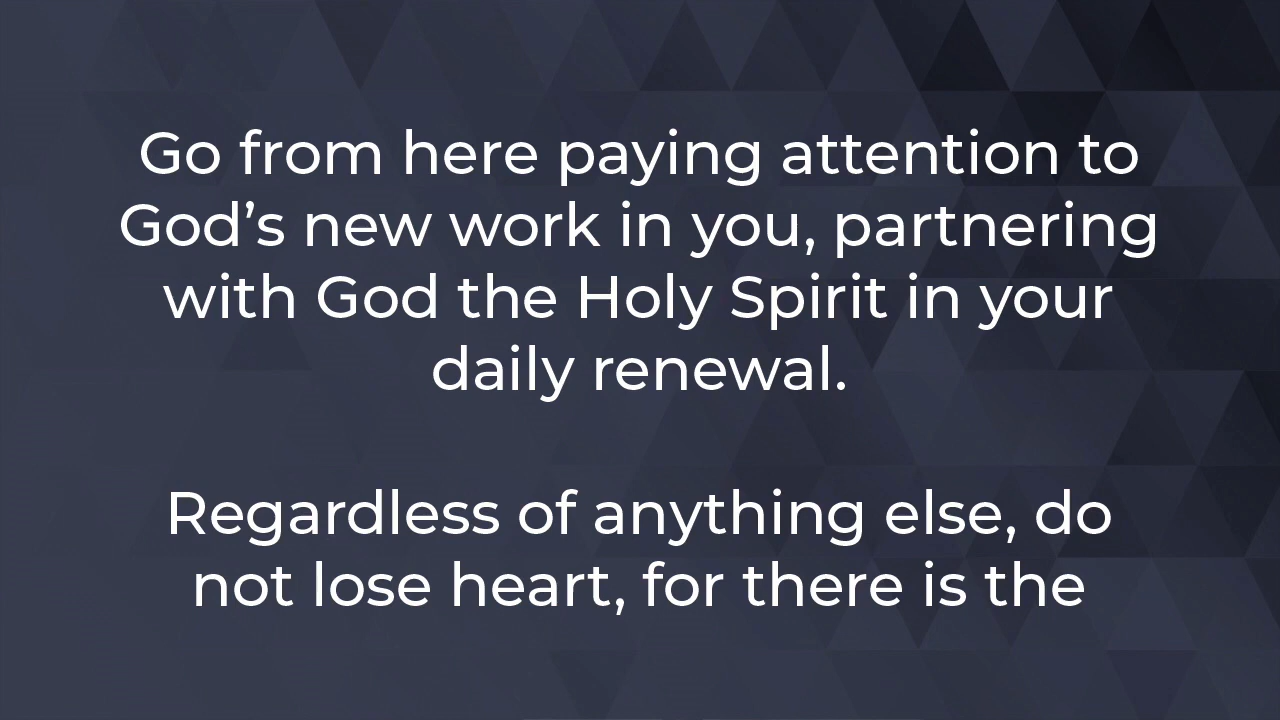 Go from here paying attention to
God’s new work in you, partnering
with God the Holy Spirit in your
daily renewal.
Regardless of anything else, do
not lose heart, for there is the